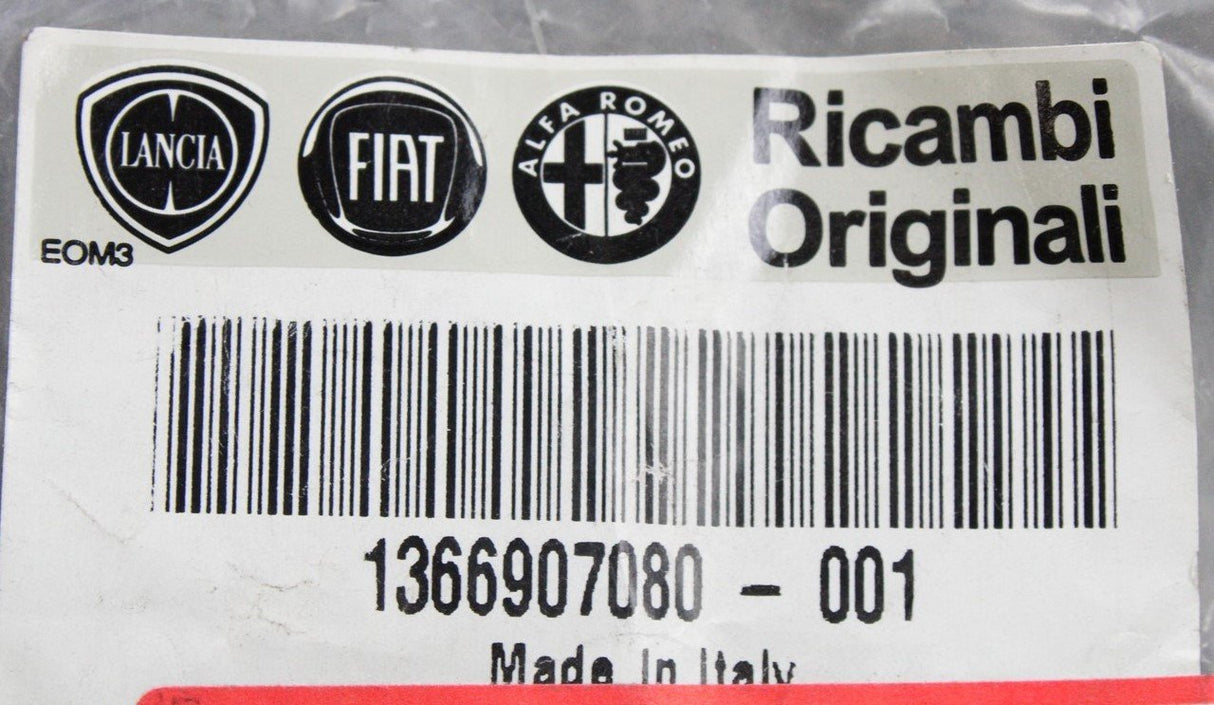 LANCIA
FIAT
ALFA ROMEO
Ricambi
Originali
EOM3
1366907080 - 001
Made In Italy